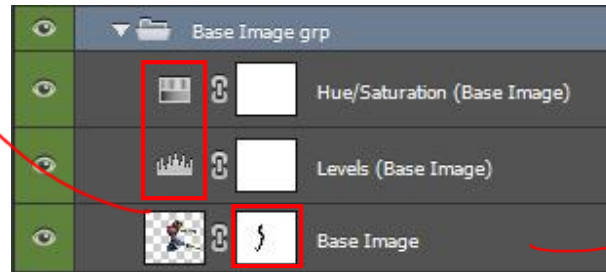 Base Image grp
Hue/Saturation (Base Image)
Levels (Base Image)
Base Image